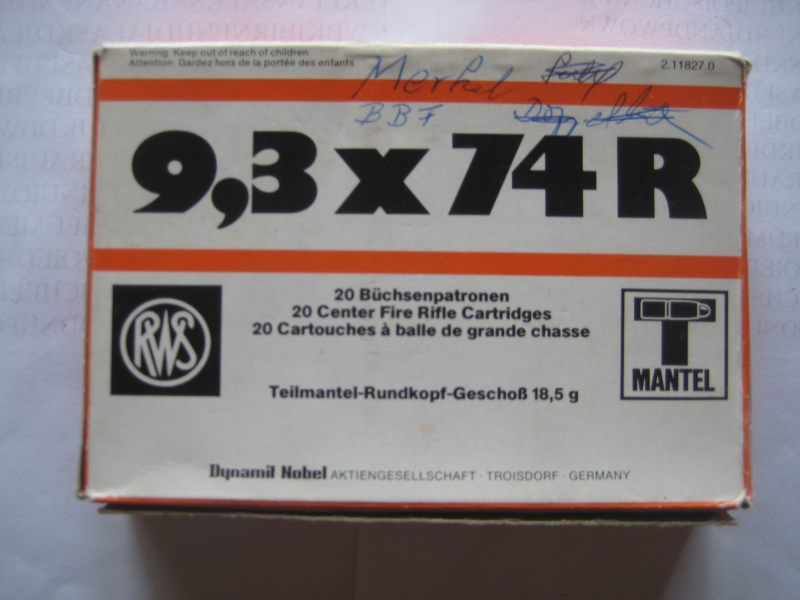 Warning: Keep out of reach of children
Attention: Gardez hors de la portée des enfants
2.11827.0
Merkel
BBF
9,3 x 74 R
RWS
20 Büchsenpatronen
20 Center Fire Rifle Cartridges
20 Cartouches à balle de grande chasse
T
MANTEL
Teilmantel-Rundkopf-Geschoß 18,5 g
Dynamit Nobel AKTIENGESELLSCHAFT · TROISDORF · GERMANY